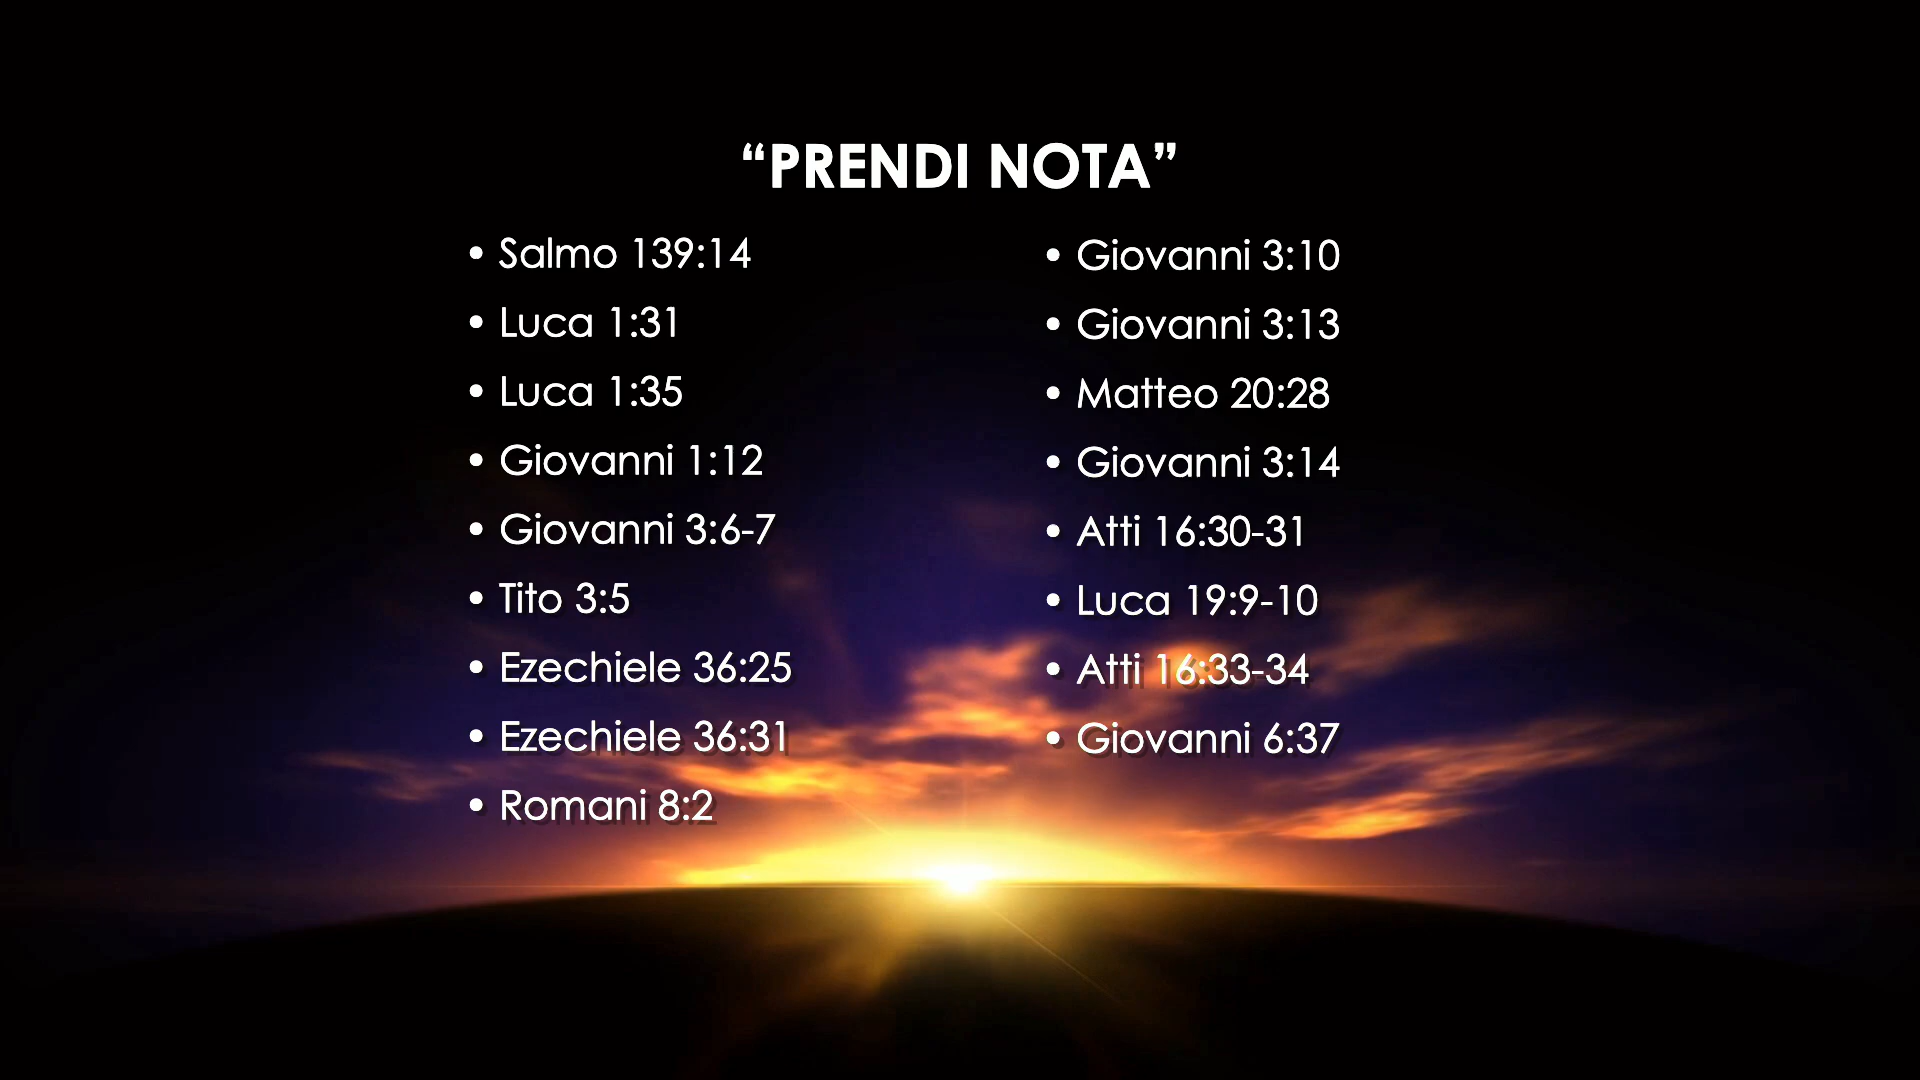 “PRENDI NOTA”
• Salmo 139:14
• Luca 1:31
• Luca 1:35
• Giovanni 1:12
• Giovanni 3:6-7
• Tito 3:5
• Ezechiele 36:25
• Ezechiele 36:31
• Romani 8:2
• Giovanni 3:10
• Giovanni 3:13
• Matteo 20:28
• Giovanni 3:14
• Atti 16:30-31
• Luca 19:9-10
• Atti 16:33-34
• Giovanni 6:37